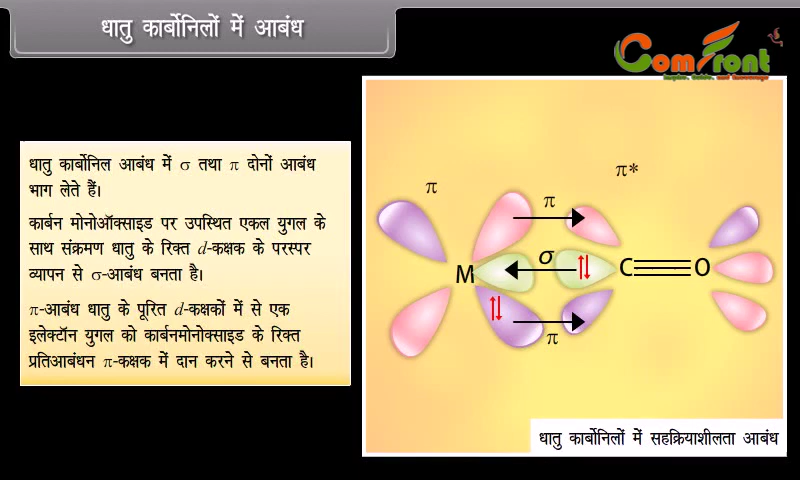 धातु कार्बोनिलों में आबंध
ComFront
धातु कार्बोनिल आबंध में σ तथा π दोनों आबंध
भाग लेते हैं।
कार्बन मोनोऑक्साइड पर उपस्थित एकल युगल के
साथ संक्रमण धातु के रिक्त d-कक्षक के परस्पर
व्यापन से σ-आबंध बनता है।
π-आबंध धातु के पूरित d-कक्षकों में से एक
इलेक्टॉन युगल को कार्बनमोनोक्साइड के रिक्त
प्रतिआबंधन π-कक्षक में दान करने से बनता है।
π*
π π
σ
M C O
π
धातु कार्बोनिलों में सहक्रियाशीलता आबंध